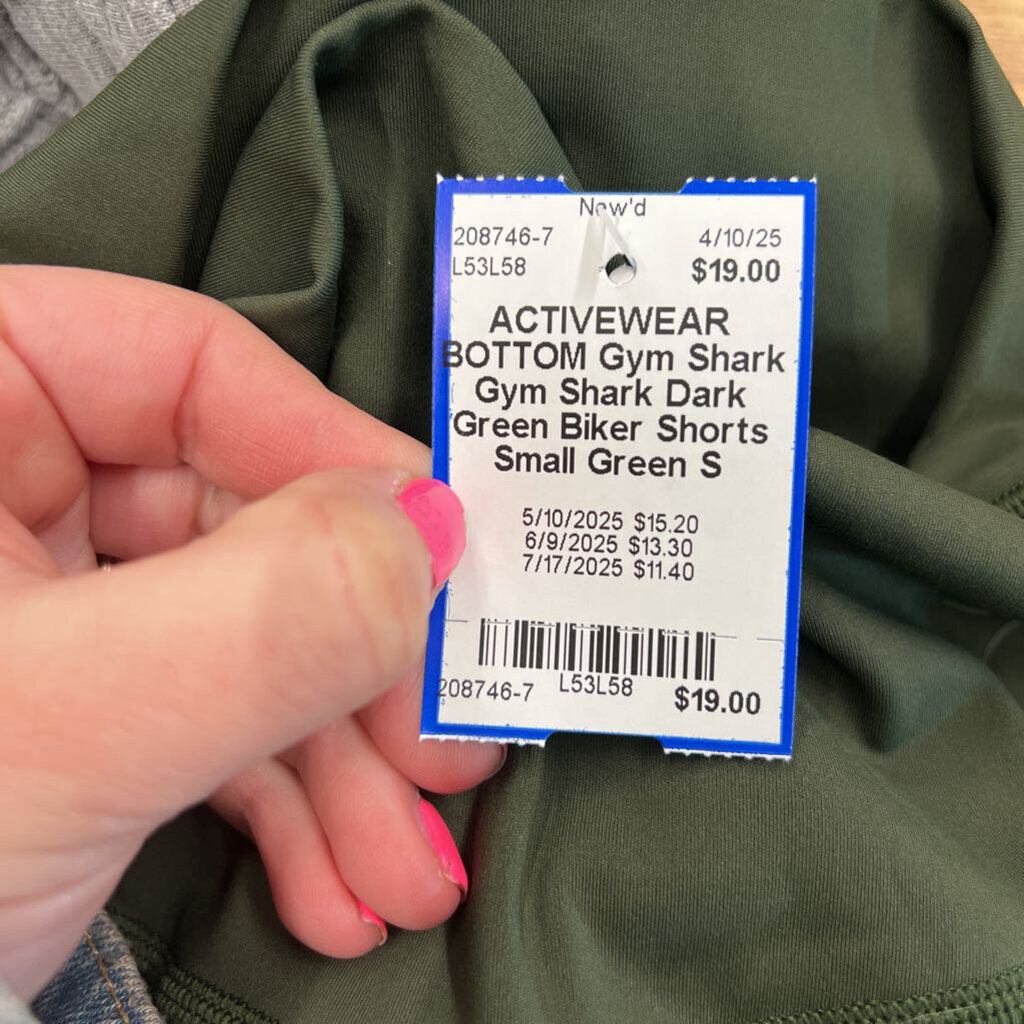 New'd
208746-7 4/10/25
L53L58 $19.00
ACTIVEWEAR
BOTTOM Gym Shark
Gym Shark Dark
Green Biker Shorts
Small Green S
5/10/2025 $15.20
6/9/2025 $13.30
7/17/2025 $11.40
208746-7 L53L58 $19.00